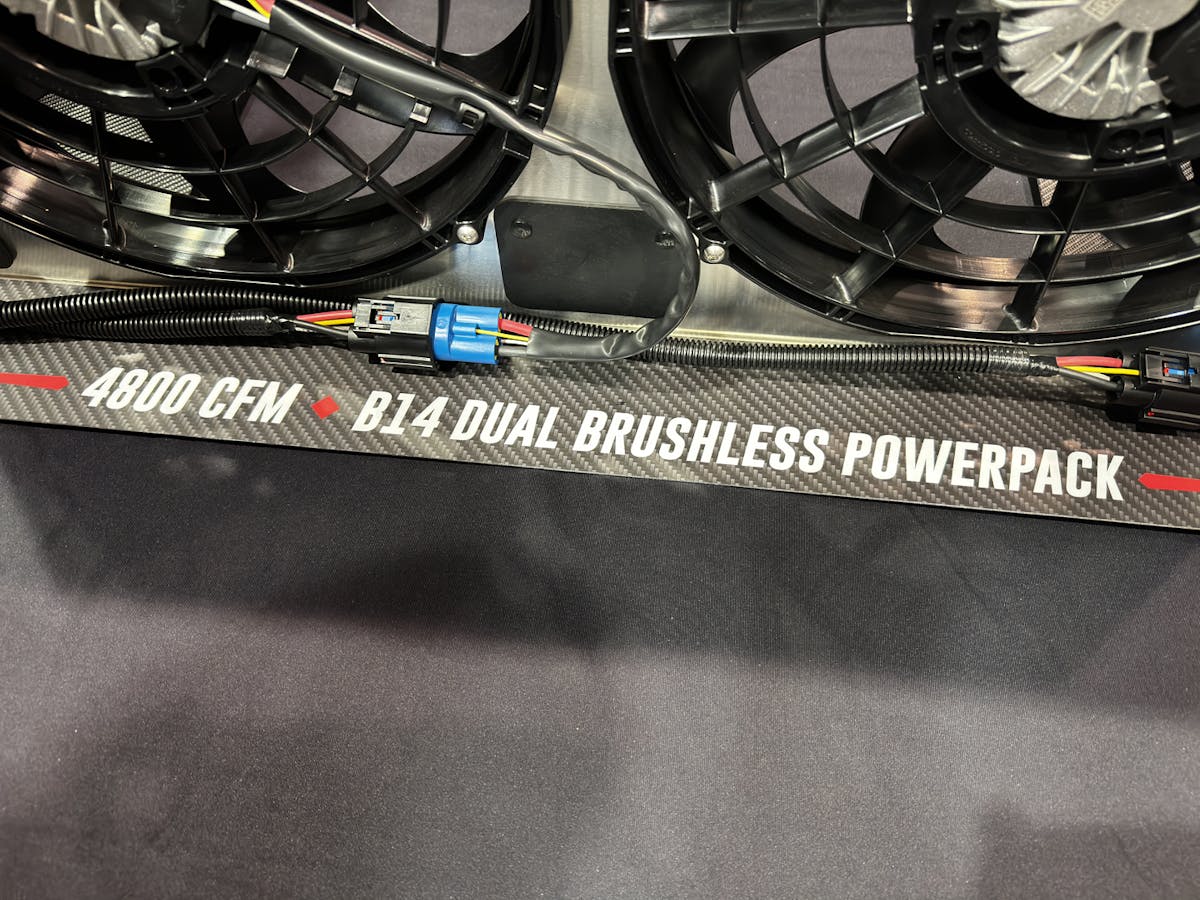 4800 CFM ◆ B14 DUAL BRUSHLESS POWERPACK